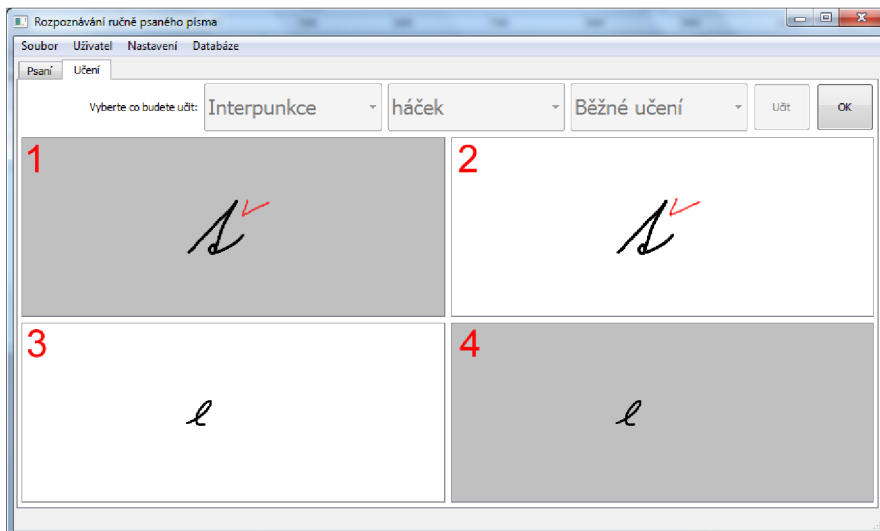 Rozpoznávání ručně psaného písma
Soubor Uživatel Nastavení Databáze
Psaní Učení
Vyberte co budete učit: Interpunkce háček Běžné učení Učit OK
1 2
š š
3 4
e e